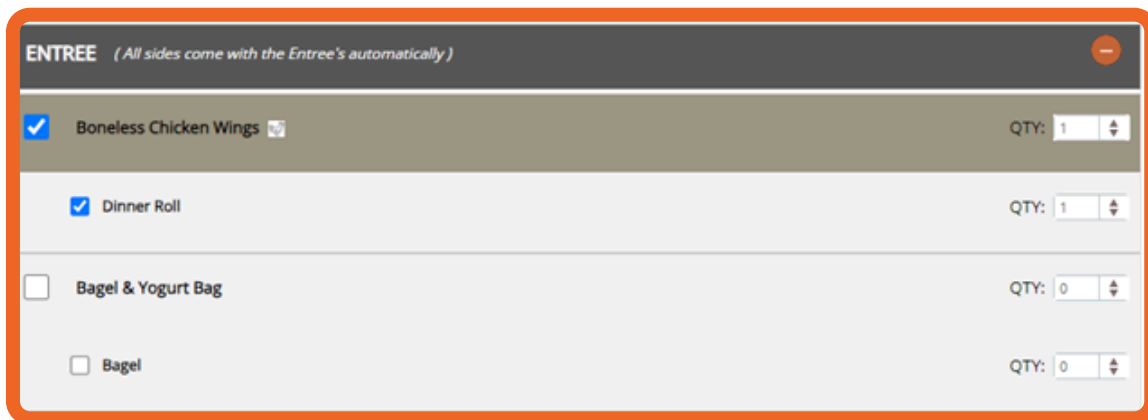 ENTREE ( All sides come with the Entree's automatically )
Boneless Chicken Wings QTY: 1
Dinner Roll QTY: 1
Bagel & Yogurt Bag QTY: 0
Bagel QTY: 0